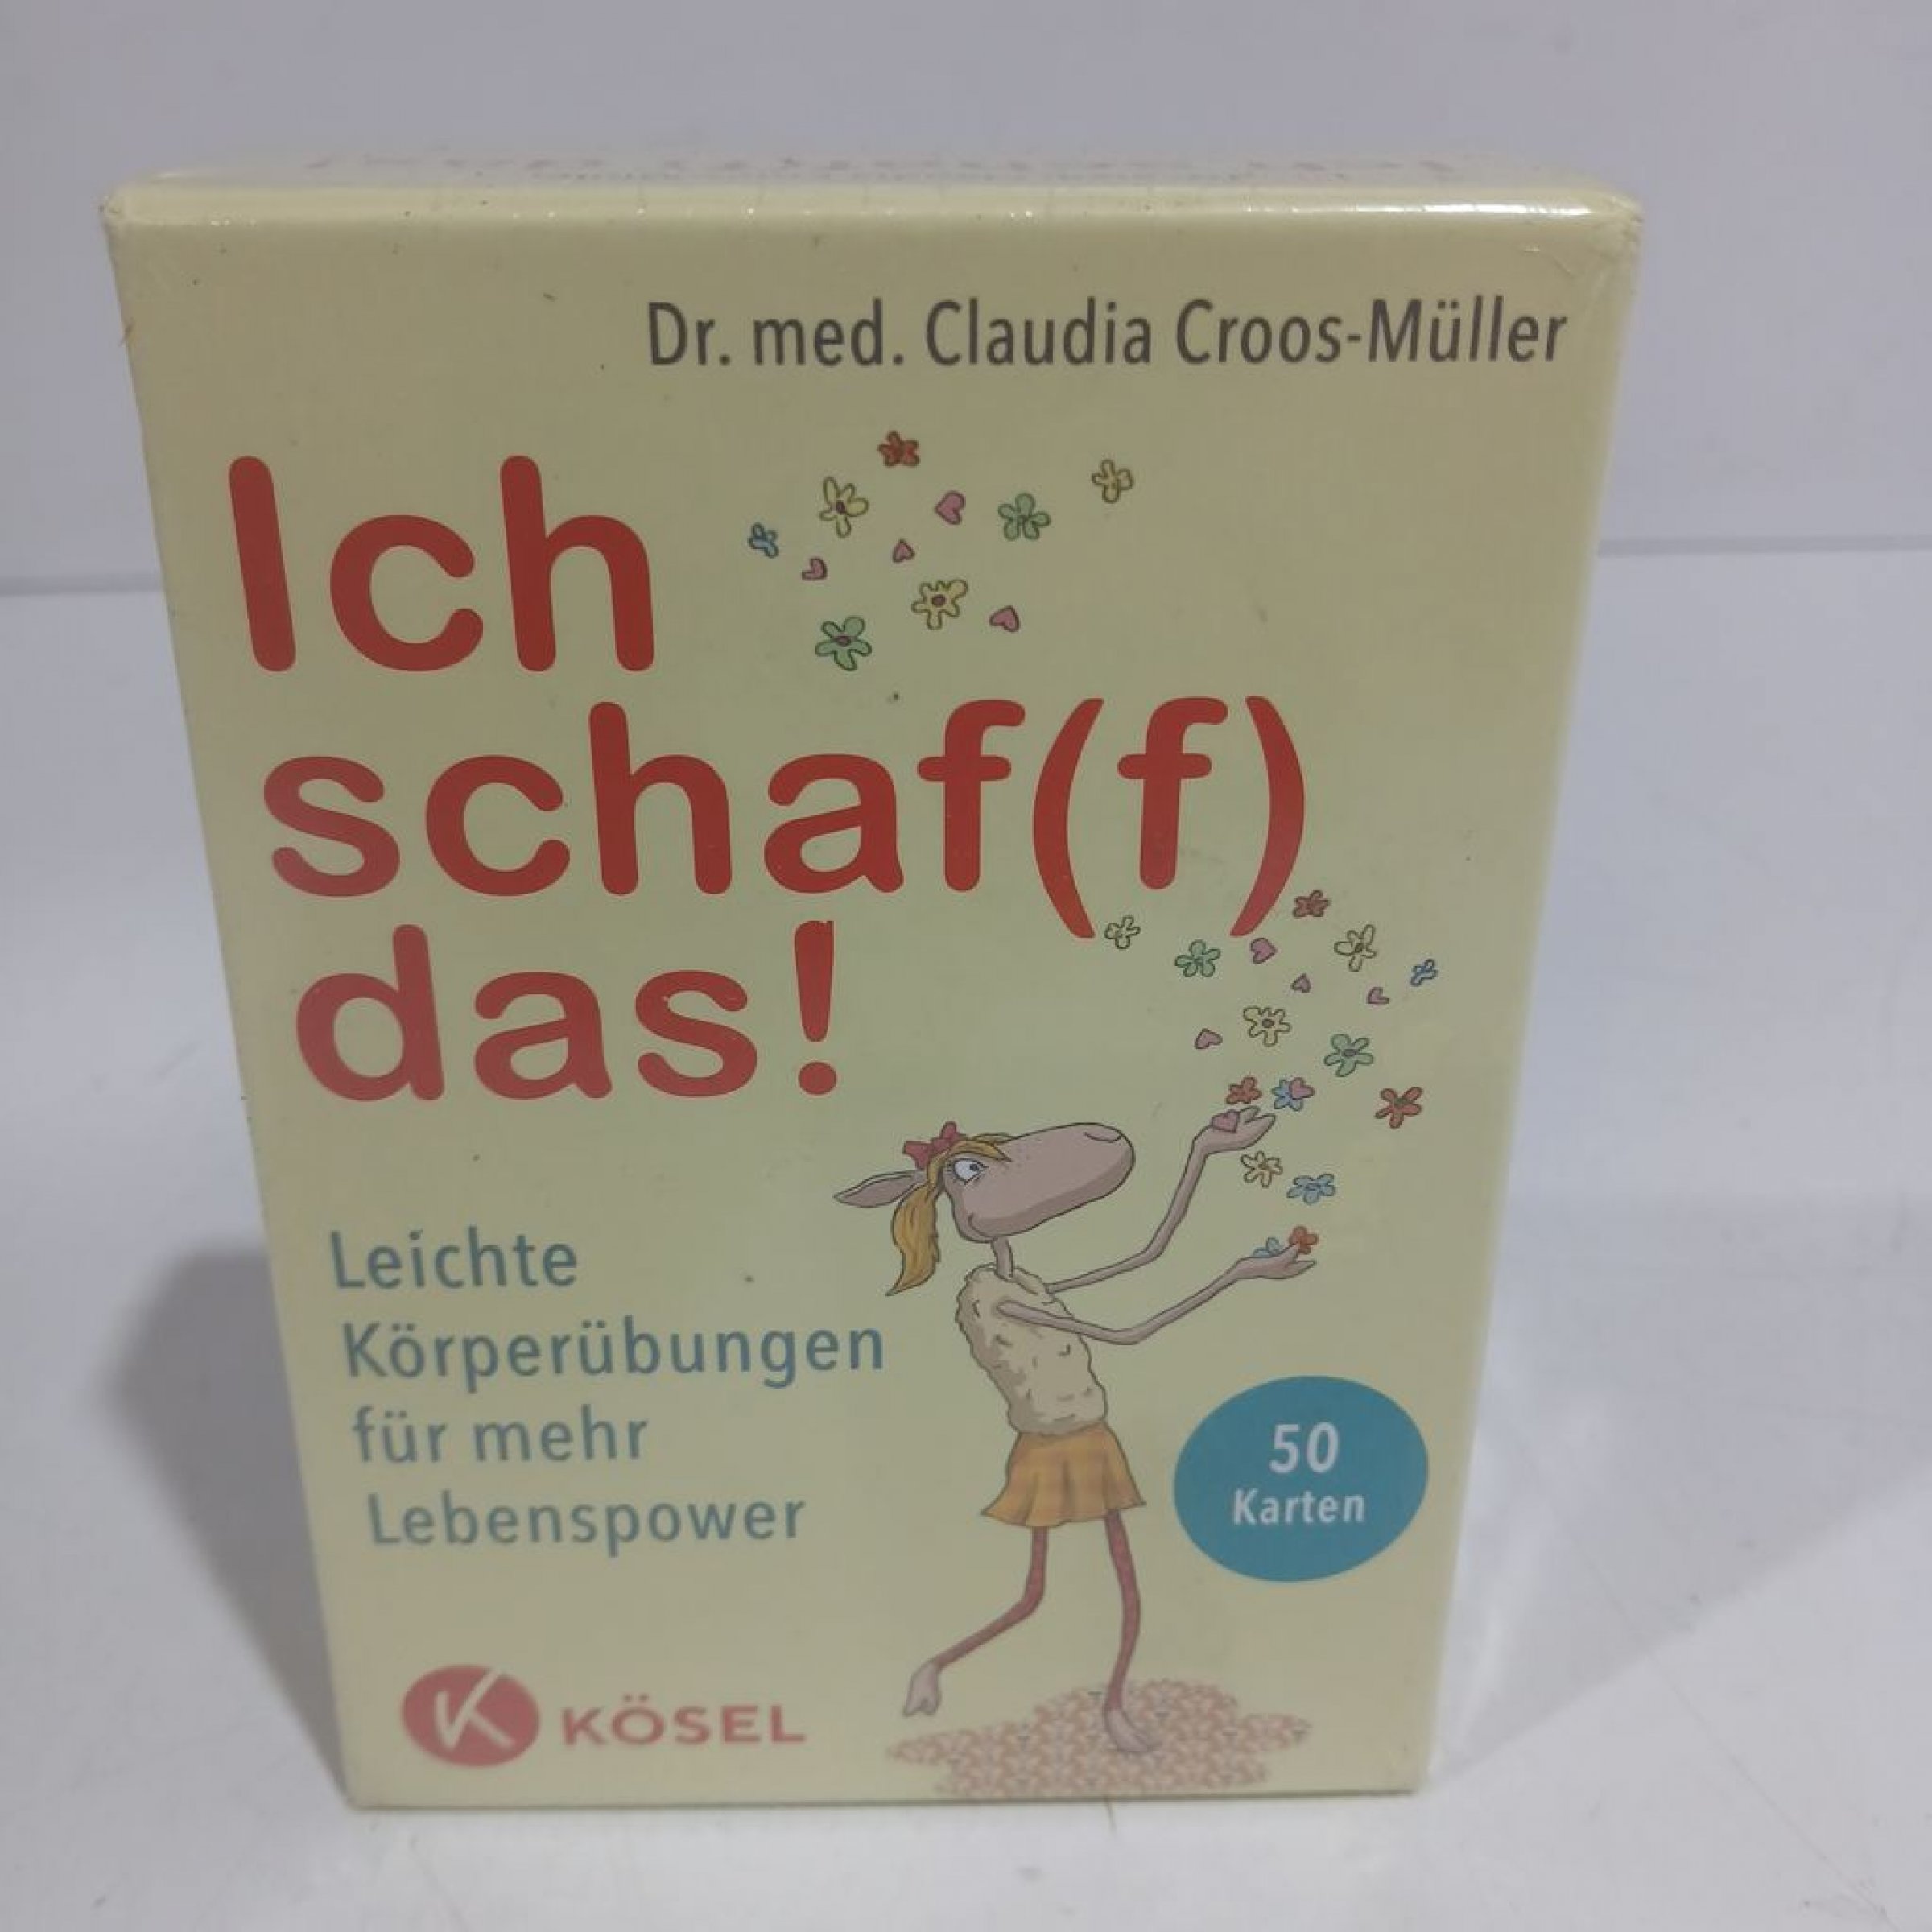 Dr. med. Claudia Croos-Müller
Ich
schaf(f)
das!
Leichte
Körperübungen
für mehr
Lebenspower
50
Karten
K KÖSEL